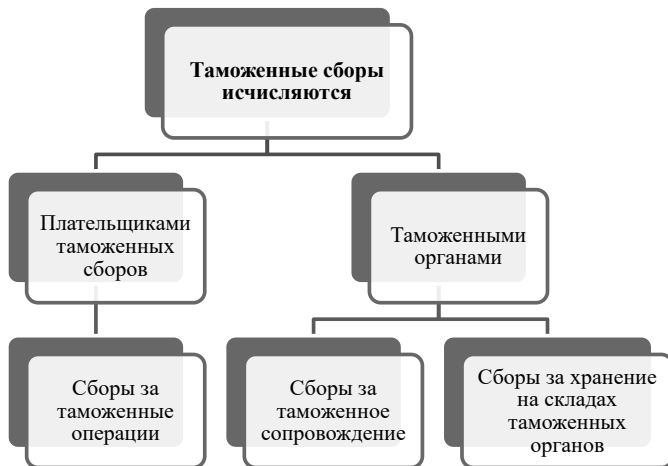 Таможенные сборы
исчисляются
Плательщиками
таможенных
сборов
Таможенными
органами
Сборы за
таможенные
операции
Сборы за
таможенное
сопровождение
Сборы за хранение
на складах
таможенных
органов